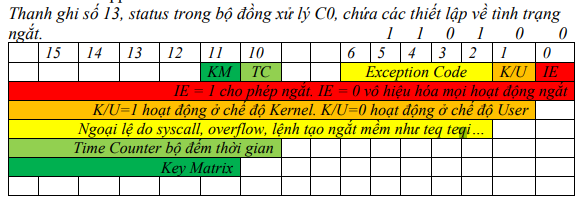 Thanh ghi số 13, status trong bộ đồng xử lý C0, chứa các thiết lập về tình trạng
ngắt. 1 1 0 1 0 0
15 14 13 12 11 10 6 5 4 3 2 1 0
KM TC Exception Code K/U IE
IE = 1 cho phép ngắt. IE = 0 vô hiệu hóa mọi hoạt động ngắt
K/U=1 hoạt động ở chế độ Kernel. K/U=0 hoạt động ở chế độ User
Ngoại lệ do syscall, overflow, lệnh tạo ngắt mềm như teq teqi…
Time Counter bộ đếm thời gian
Key Matrix